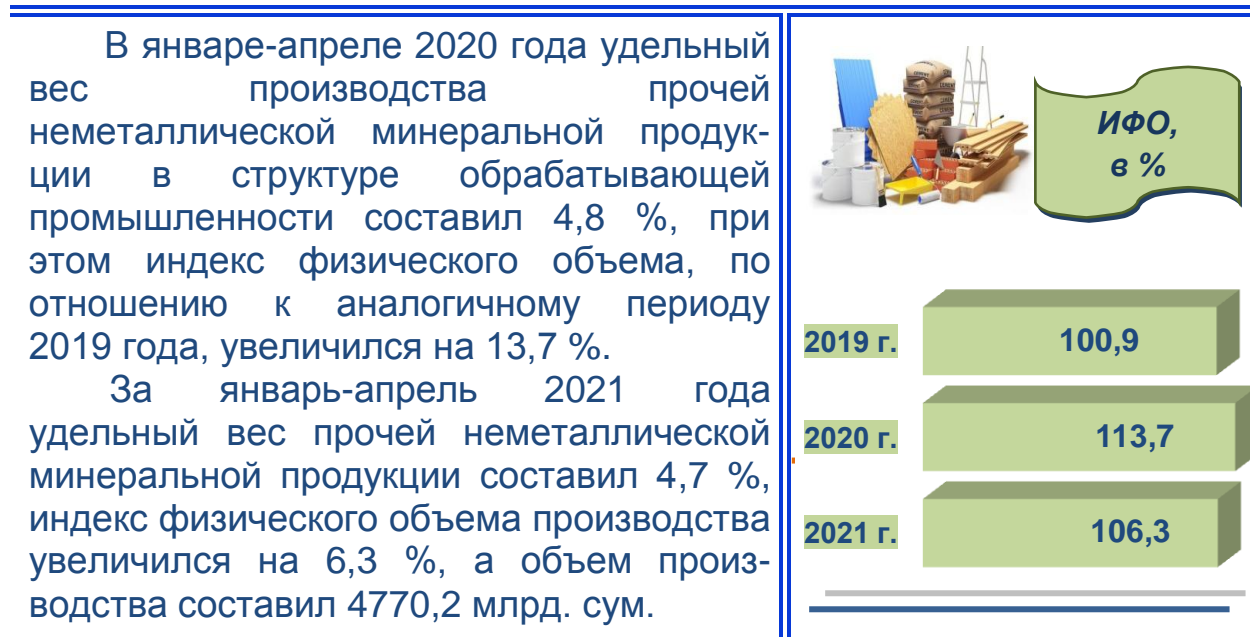 В январе-апреле 2020 года удельный
вес производства прочей
неметаллической минеральной продук-
ции в структуре обрабатывающей
промышленности составил 4,8 %, при
этом индекс физического объема, по
отношению к аналогичному периоду
2019 года, увеличился на 13,7 %.
За январь-апрель 2021 года
удельный вес прочей неметаллической
минеральной продукции составил 4,7 %,
индекс физического объема производства
увеличился на 6,3 %, а объем произ-
водства составил 4770,2 млрд. сум.
ИФО,
в %
2019 г. 100,9
2020 г. 113,7
2021 г. 106,3